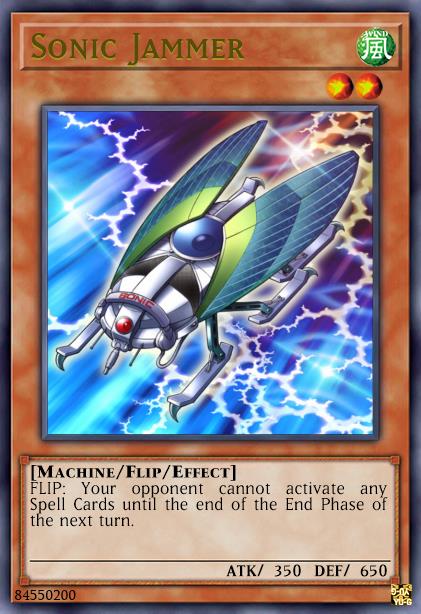 Sonic Jammer
WIND
風
SONIC
[Machine/Flip/Effect]
FLIP: Your opponent cannot activate any
Spell Cards until the end of the End Phase of
the next turn.
ATK/ 350 DEF/ 650
84550200